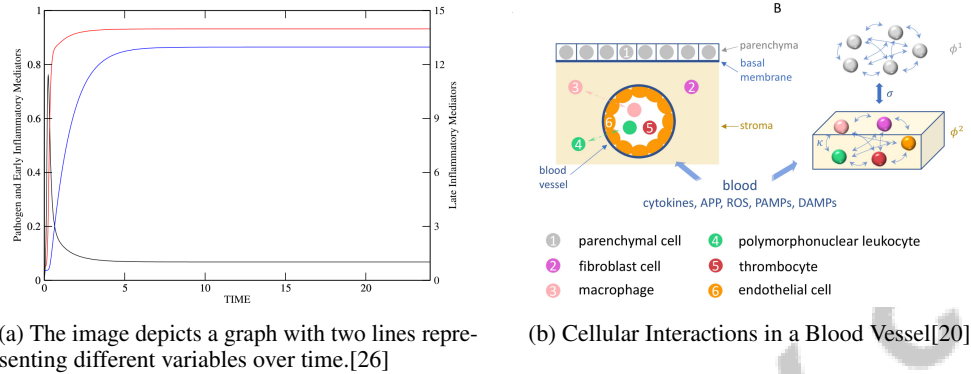 1
0.8
0.6
0.4
0.2
0
Pathogen and Early Inflammatory Mediators
15
12
9
6
3
0
Late Inflammatory Mediators
0
5
10
15
20
TIME
(a) The image depicts a graph with two lines repre-
senting different variables over time.[26]
B
1
parenchyma
basal
membrane
3
2
6
5
4
stroma
blood
vessel
blood
cytokines, APP, ROS, PAMPs, DAMPs
ϕ¹
σ
κ
ϕ²
1 parenchymal cell
2 fibroblast cell
3 macrophage
4 polymorphonuclear leukocyte
5 thrombocyte
6 endothelial cell
(b) Cellular Interactions in a Blood Vessel[20]